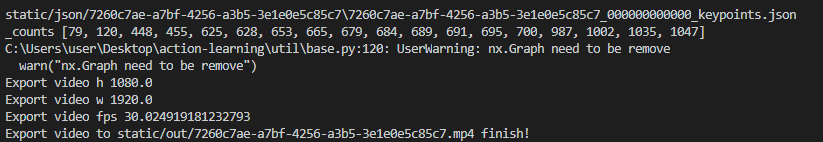 static/json/7260c7ae-a7bf-4256-a3b5-3e1e0e5c85c7\7260c7ae-a7bf-4256-a3b5-3e1e0e5c85c7_000000000000_keypoints.json
_counts [79, 120, 448, 455, 625, 628, 653, 665, 679, 684, 689, 691, 695, 700, 987, 1002, 1035, 1047]
C:\Users\user\Desktop\action-learning\util\base.py:120: UserWarning: nx.Graph need to be remove
  warn("nx.Graph need to be remove")
Export video h 1080.0
Export video w 1920.0
Export video fps 30.024919181232793
Export video to static/out/7260c7ae-a7bf-4256-a3b5-3e1e0e5c85c7.mp4 finish!